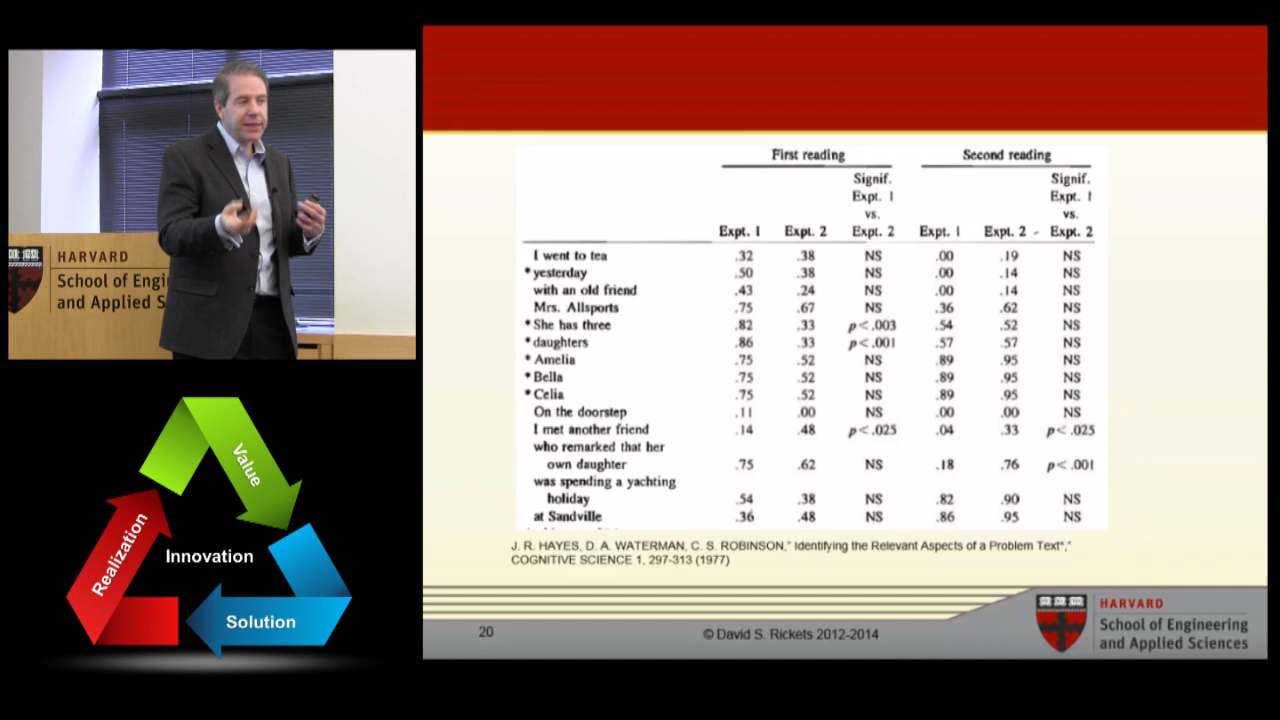 HARVARD
School of Engi
and Applied S
Value
Realization
Innovation
Solution
First reading Second reading
Signif. Signif.
Expt. 1 Expt. 1
vs. vs.
Expt. 1 Expt. 2 Expt. 2 Expt. 1 Expt. 2 - Expt. 2
I went to tea .32 .38 NS .00 .19 NS
*yesterday .50 .38 NS .00 .14 NS
with an old friend .43 .24 NS .00 .14 NS
Mrs. Allsports .75 .67 NS .36 .62 NS
*She has three .82 .33 p<.003 .54 .52 NS
*daughters .86 .33 p<.001 .57 .57 NS
*Amelia .75 .52 NS .89 .95 NS
*Bella .75 .52 NS .89 .95 NS
*Celia .75 .52 NS .89 .95 NS
On the doorstep .11 .00 NS .00 .00 NS
I met another friend .14 .48 p<.025 .04 .33 p<.025
who remarked that her
own daughter .75 .62 NS .18 .76 p<.001
was spending a yachting
holiday .54 .38 NS .82 .90 NS
at Sandville .36 .48 NS .86 .95 NS
J. R. HAYES, D. A. WATERMAN, C. S. ROBINSON," Identifying the Relevant Aspects of a Problem Text*,"
COGNITIVE SCIENCE 1, 297-313 (1977)
20
© David S. Rickets 2012-2014
HARVARD
School of Engineering
and Applied Sciences